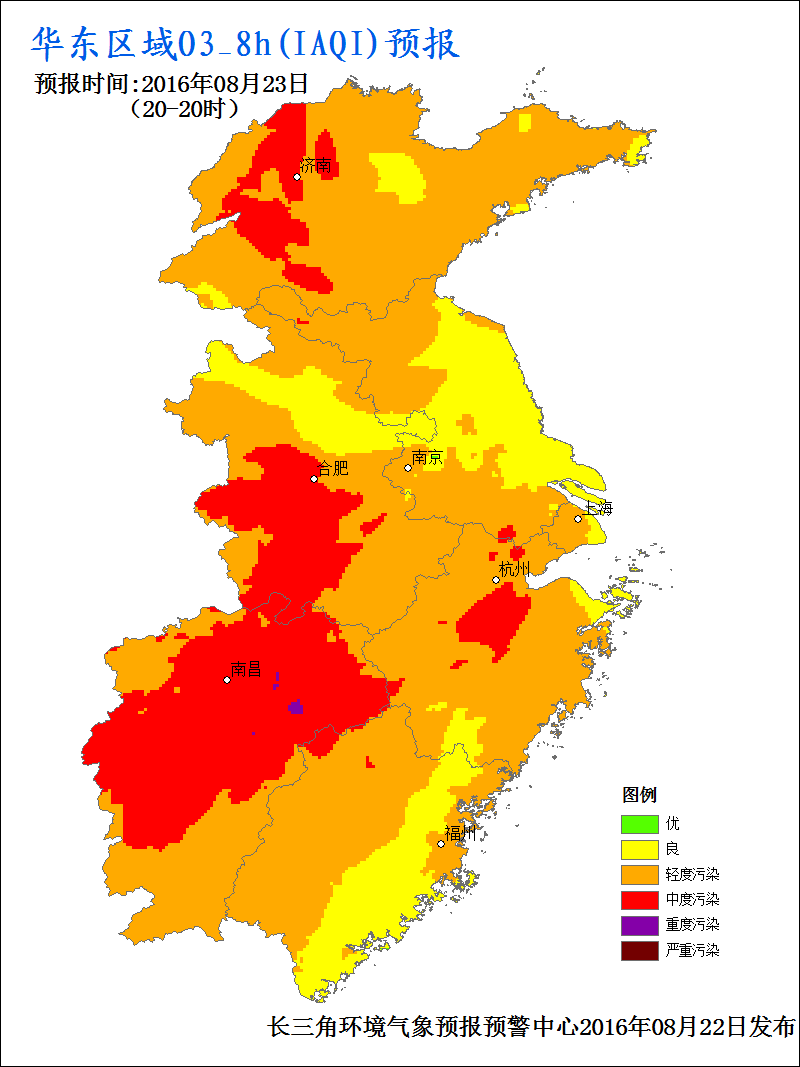 华东区域O3_8h(IAQI)预报
预报时间:2016年08月23日
(20-20时)
济南
合肥
南京
上海
杭州
南昌
福州
图例
优
良
轻度污染
中度污染
重度污染
严重污染
长三角环境气象预报预警中心2016年08月22日发布